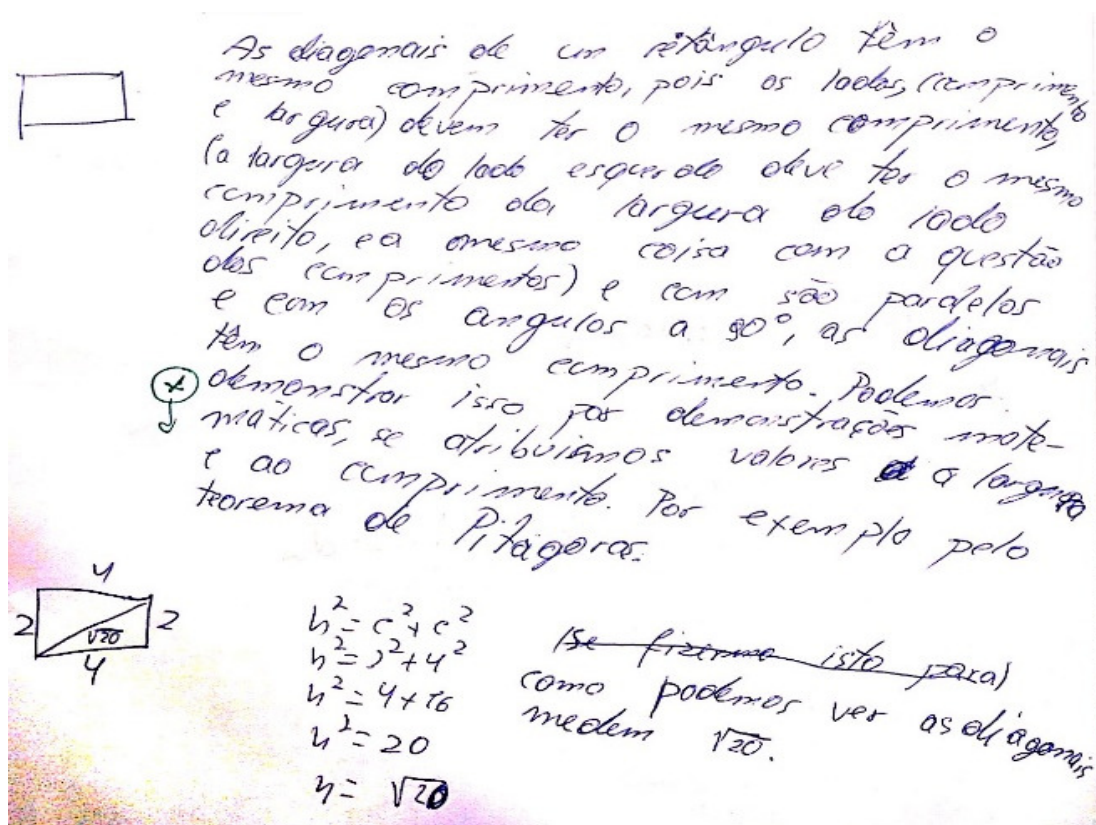 As diagonais de um retângulo têm o
mesmo comprimento, pois os lados, (comprimento
e largura) devem ter o mesmo comprimento,
(a largura do lado esquerdo deve ter o mesmo
comprimento da largura do lado
direito, e a mesmo coisa com a questão
dos comprimentos) e com são paralelos
e com os angulos a 90°, as diagonais
têm o mesmo comprimento. Podemos
demonstrar isso por demonstrações mate-
máticas, se atribuismos valores a largura
e ao comprimento. Por exemplo pelo
teorema de Pitágoras.
4
2 √20 2
4
h² = c² + c²
h² = 2² + 4²
h² = 4 + 16
h² = 20
h = √20
(Se fizermo isto para)
como podemos ver as diagonais
medem √20.